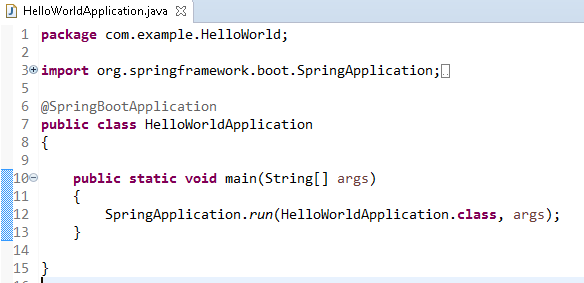 HelloWorldApplication.java
1 package com.example.HelloWorld;
2
3 import org.springframework.boot.SpringApplication;
5
6 @SpringBootApplication
7 public class HelloWorldApplication
8 {
9
10 public static void main(String[] args)
11 {
12 SpringApplication.run(HelloWorldApplication.class, args);
13 }
14
15 }
16